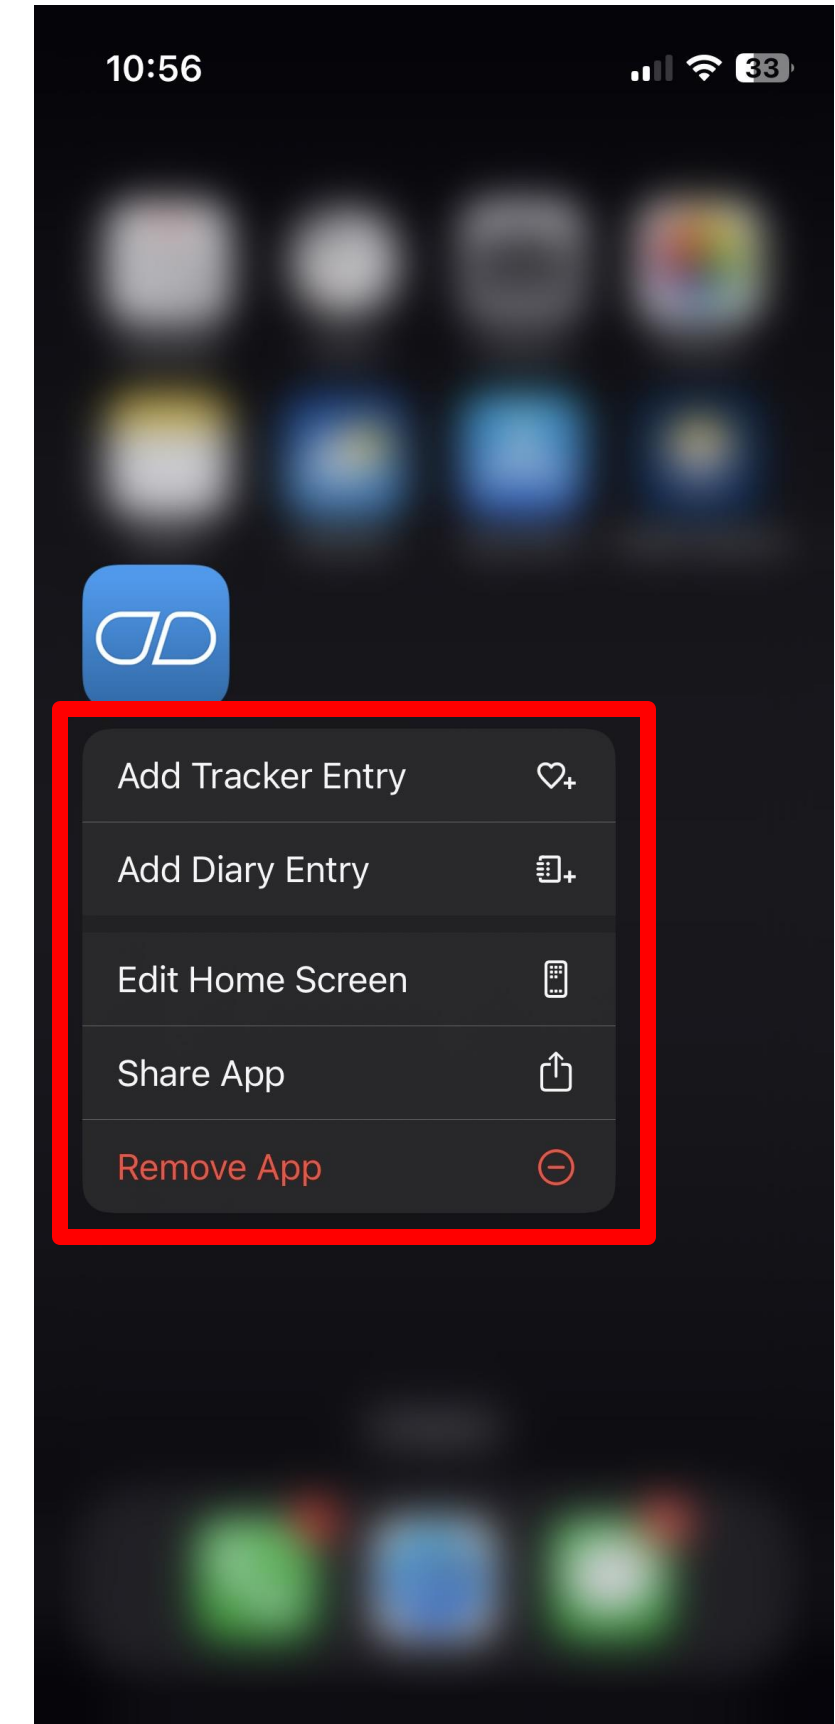 10:56
33
Add Tracker Entry
Add Diary Entry
Edit Home Screen
Share App
Remove App